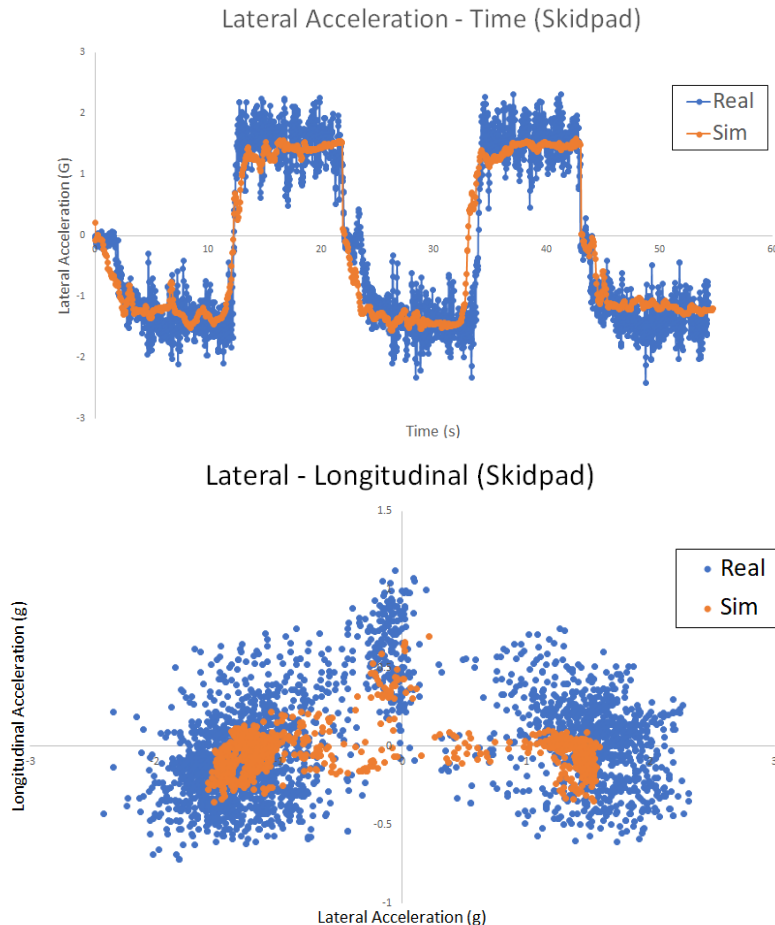 Lateral Acceleration - Time (Skidpad)
3
2
1
0
-1
-2
-3
0
10
20
30
40
50
60
Lateral Acceleration (G)
Time (s)
Real
Sim
Lateral - Longitudinal (Skidpad)
1.5
0
-0.5
-1
-3
3
Longitudinal Acceleration (g)
Lateral Acceleration (g)
Real
Sim